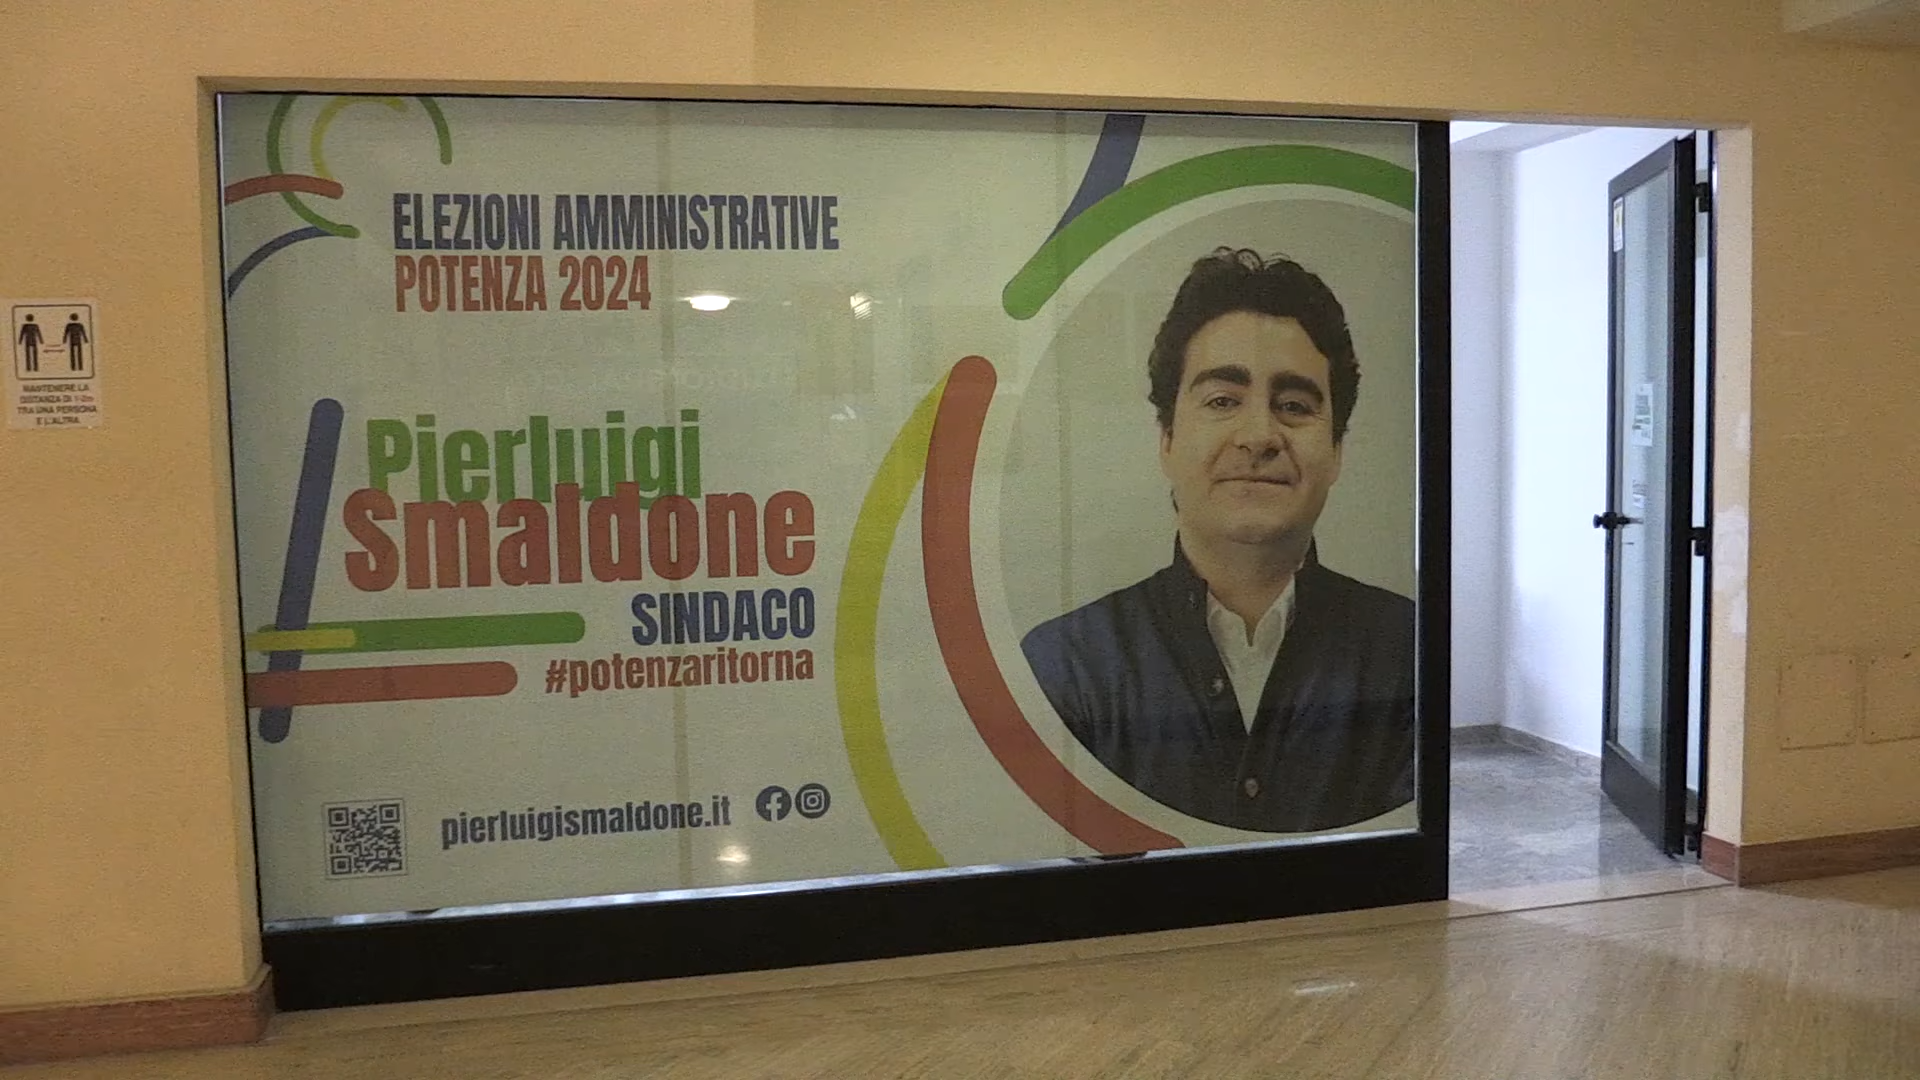 ELEZIONI AMMINISTRATIVE
POTENZA 2024
Pierluigi
Smaldone
SINDACO
#potenzaritorna
pierluigismaldone.it
MANTENERE LA
DISTANZA DI 1-2m
TRA UNA PERSONA
E L'ALTRA